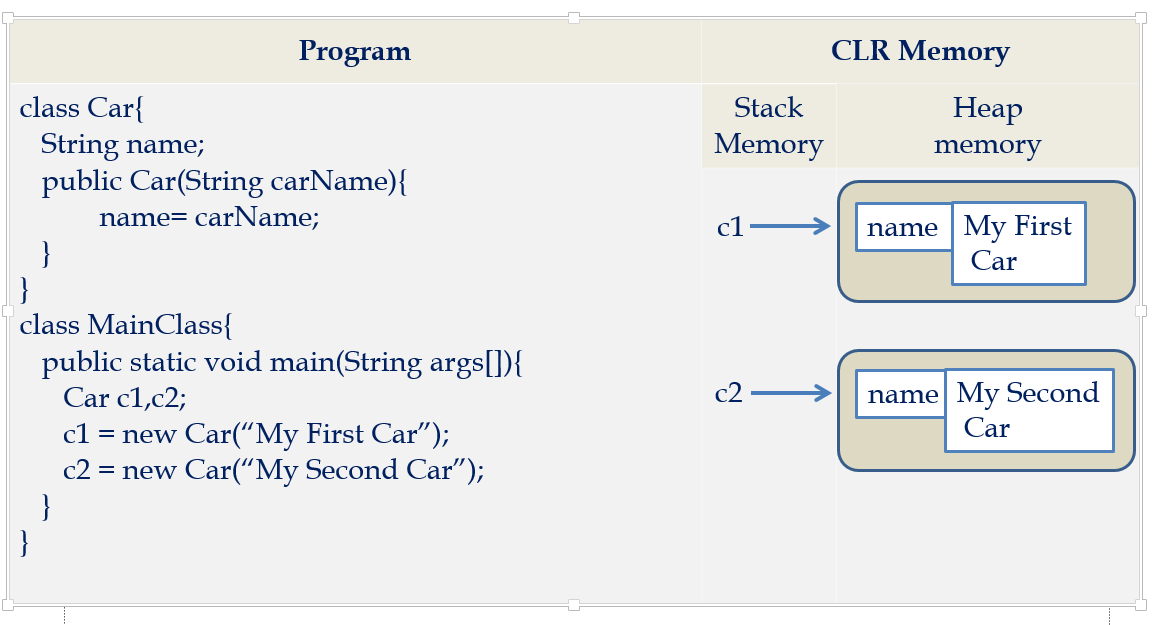 Program
class Car{
String name;
public Car(String carName){
name= carName;
}
}
class MainClass{
public static void main(String args[]){
Car c1,c2;
c1 = new Car(“My First Car”);
c2 = new Car(“My Second Car”);
}
}
CLR Memory
Stack
Memory
Heap
memory
c1
name
My First
Car
c2
name
My Second
Car